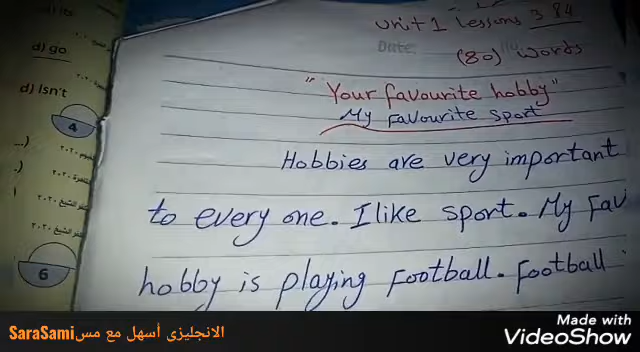 Unit 1 Lessons 3 & 4
Date:
(80) words
"Your favourite hobby"
My favourite sport
Hobbies are very important
to every one. I like sport. My Fav
hobby is playing Football. Football
d) go
d) Isn't
4
6
SaraSami الانجليزى أسهل مع مس
Made with
VideoShow